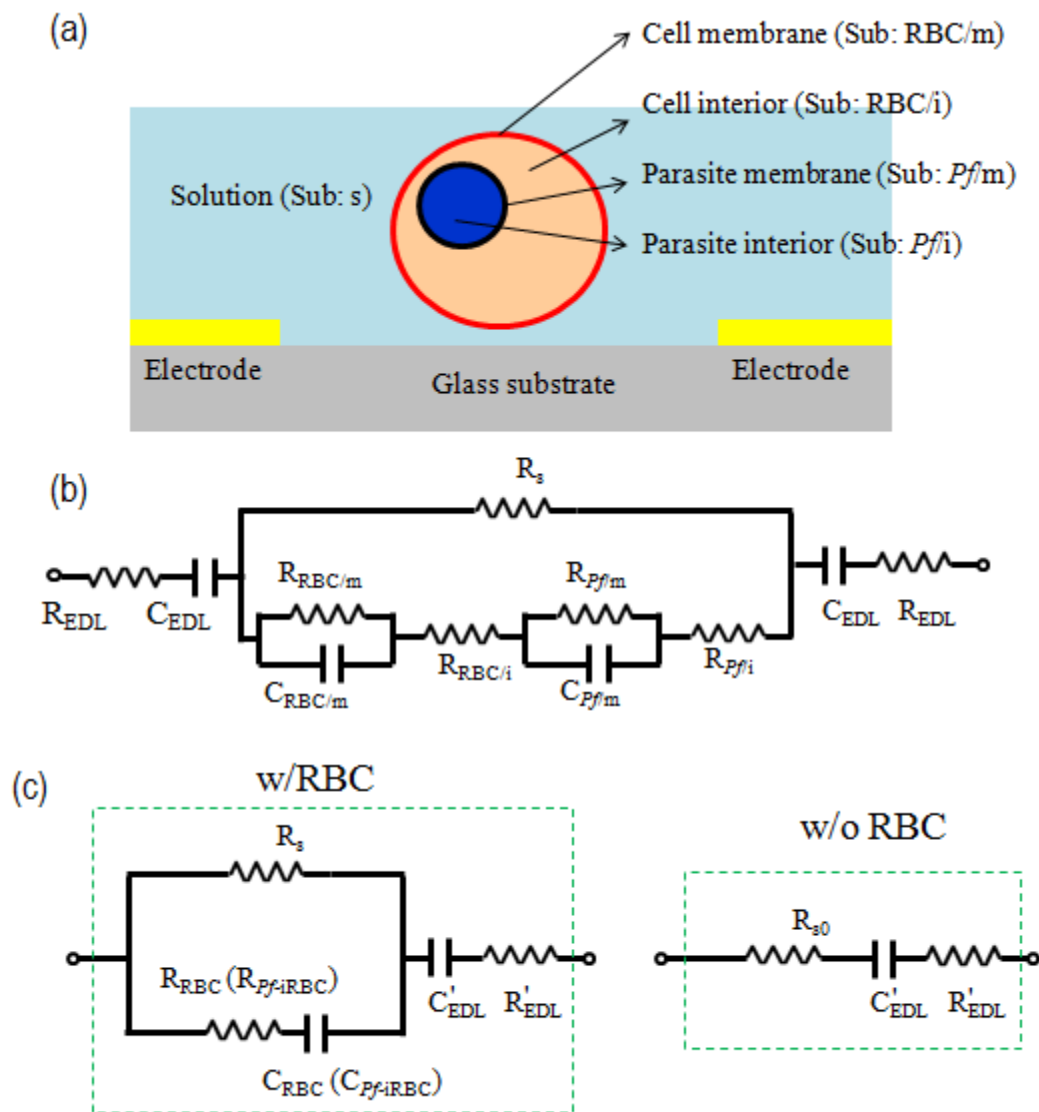 (a)
Cell membrane (Sub: RBC/m)
Cell interior (Sub: RBC/i)
Parasite membrane (Sub: Pf/m)
Solution (Sub: s)
Parasite interior (Sub: Pf/i)
Electrode
Glass substrate
Electrode
(b)
Rs
RRBC/m
RPf/m
REDL
CEDL
CEDL
REDL
RRBC/i
RPf/i
CRBC/m
CPf/m
(c)
w/RBC
Rs
RRBC (RPf-iRBC)
C'EDL
R'EDL
CRBC (CPf-iRBC)
w/o RBC
Rs0
C'EDL
R'EDL